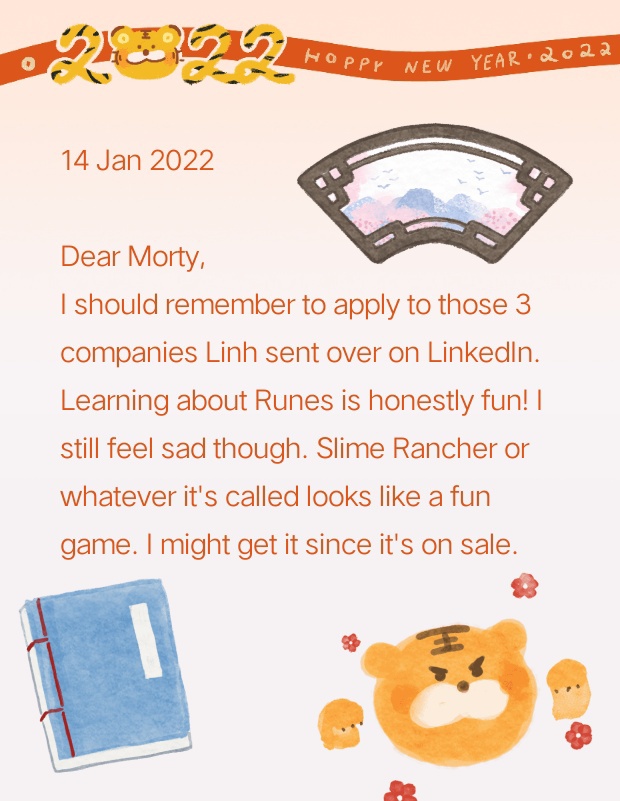 2022 HAPPY NEW YEAR · 2022
14 Jan 2022
Dear Morty,
I should remember to apply to those 3
companies Linh sent over on LinkedIn.
Learning about Runes is honestly fun! I
still feel sad though. Slime Rancher or
whatever it's called looks like a fun
game. I might get it since it's on sale.